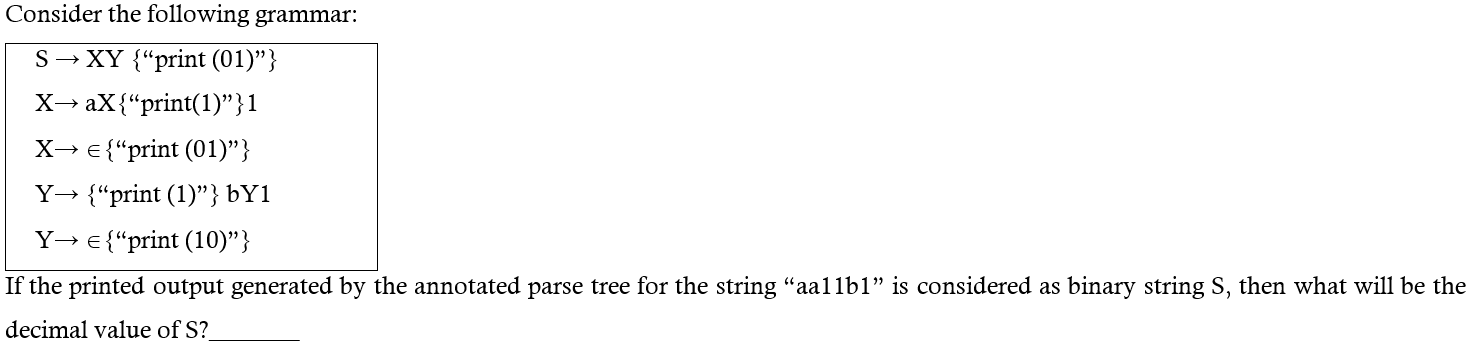 Consider the following grammar:
S → XY {“print (01)”}
X→ aX{“print(1)”}1
X→ ∈{“print (01)”}
Y→ {“print (1)”} bY1
Y→ ∈{“print (10)”}
If the printed output generated by the annotated parse tree for the string “aa11b1” is considered as binary string S, then what will be the
decimal value of S?________